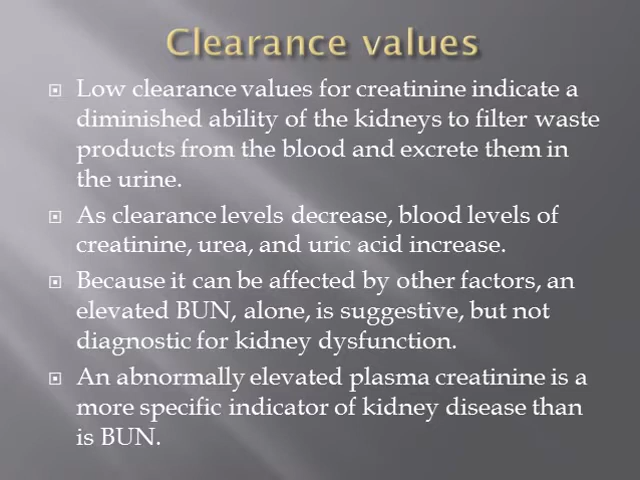 Clearance values
Low clearance values for creatinine indicate a
diminished ability of the kidneys to filter waste
products from the blood and excrete them in
the urine.
As clearance levels decrease, blood levels of
creatinine, urea, and uric acid increase.
Because it can be affected by other factors, an
elevated BUN, alone, is suggestive, but not
diagnostic for kidney dysfunction.
An abnormally elevated plasma creatinine is a
more specific indicator of kidney disease than
is BUN.